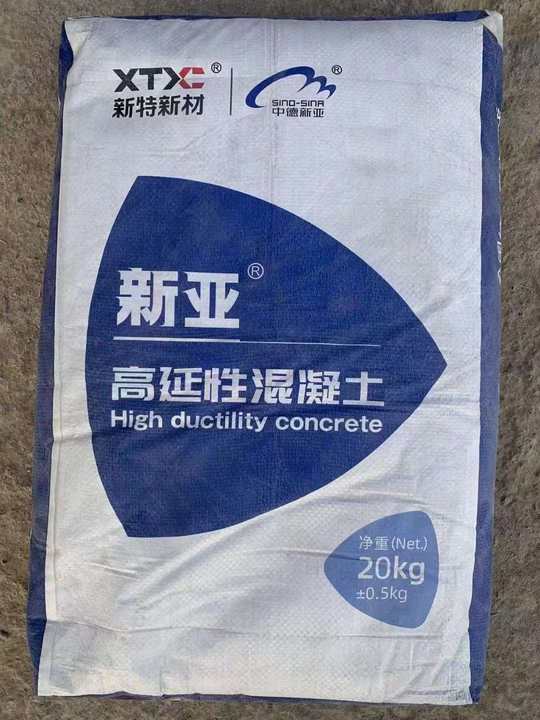 XTXC®
新特新材
SINO-SINA®
中德新亚
新亚®
高延性混凝土
High ductility concrete
净重(Net.)
20kg
±0.5kg